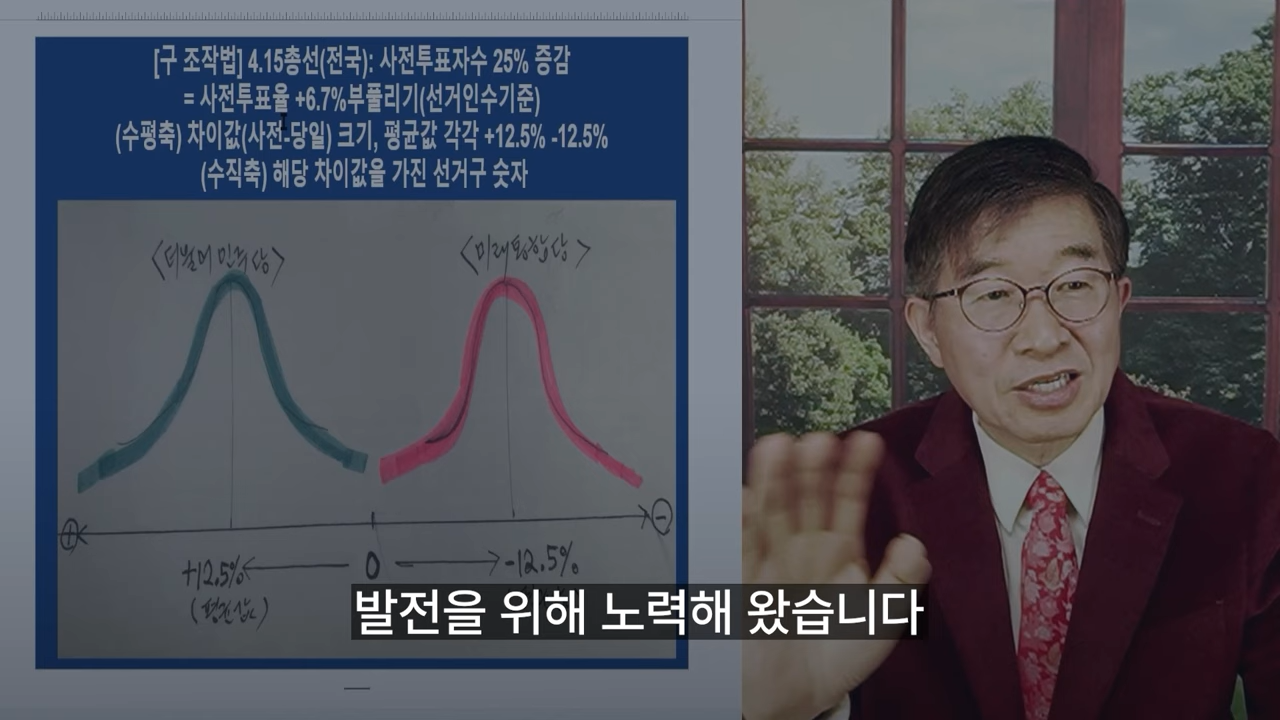 [구 조작법] 4.15총선(전국): 사전투표자수 25% 증감
= 사전투표율 +6.7%부풀리기(선거인수기준)
(수평축) 차이값(사전-당일) 크기, 평균값 각각 +12.5% -12.5%
(수직축) 해당 차이값을 가진 선거구 숫자
<더불어 민주당>
<미래통합당>
+
-
+12.5%
0
-12.5%
(평균값)
발전을 위해 노력해 왔습니다